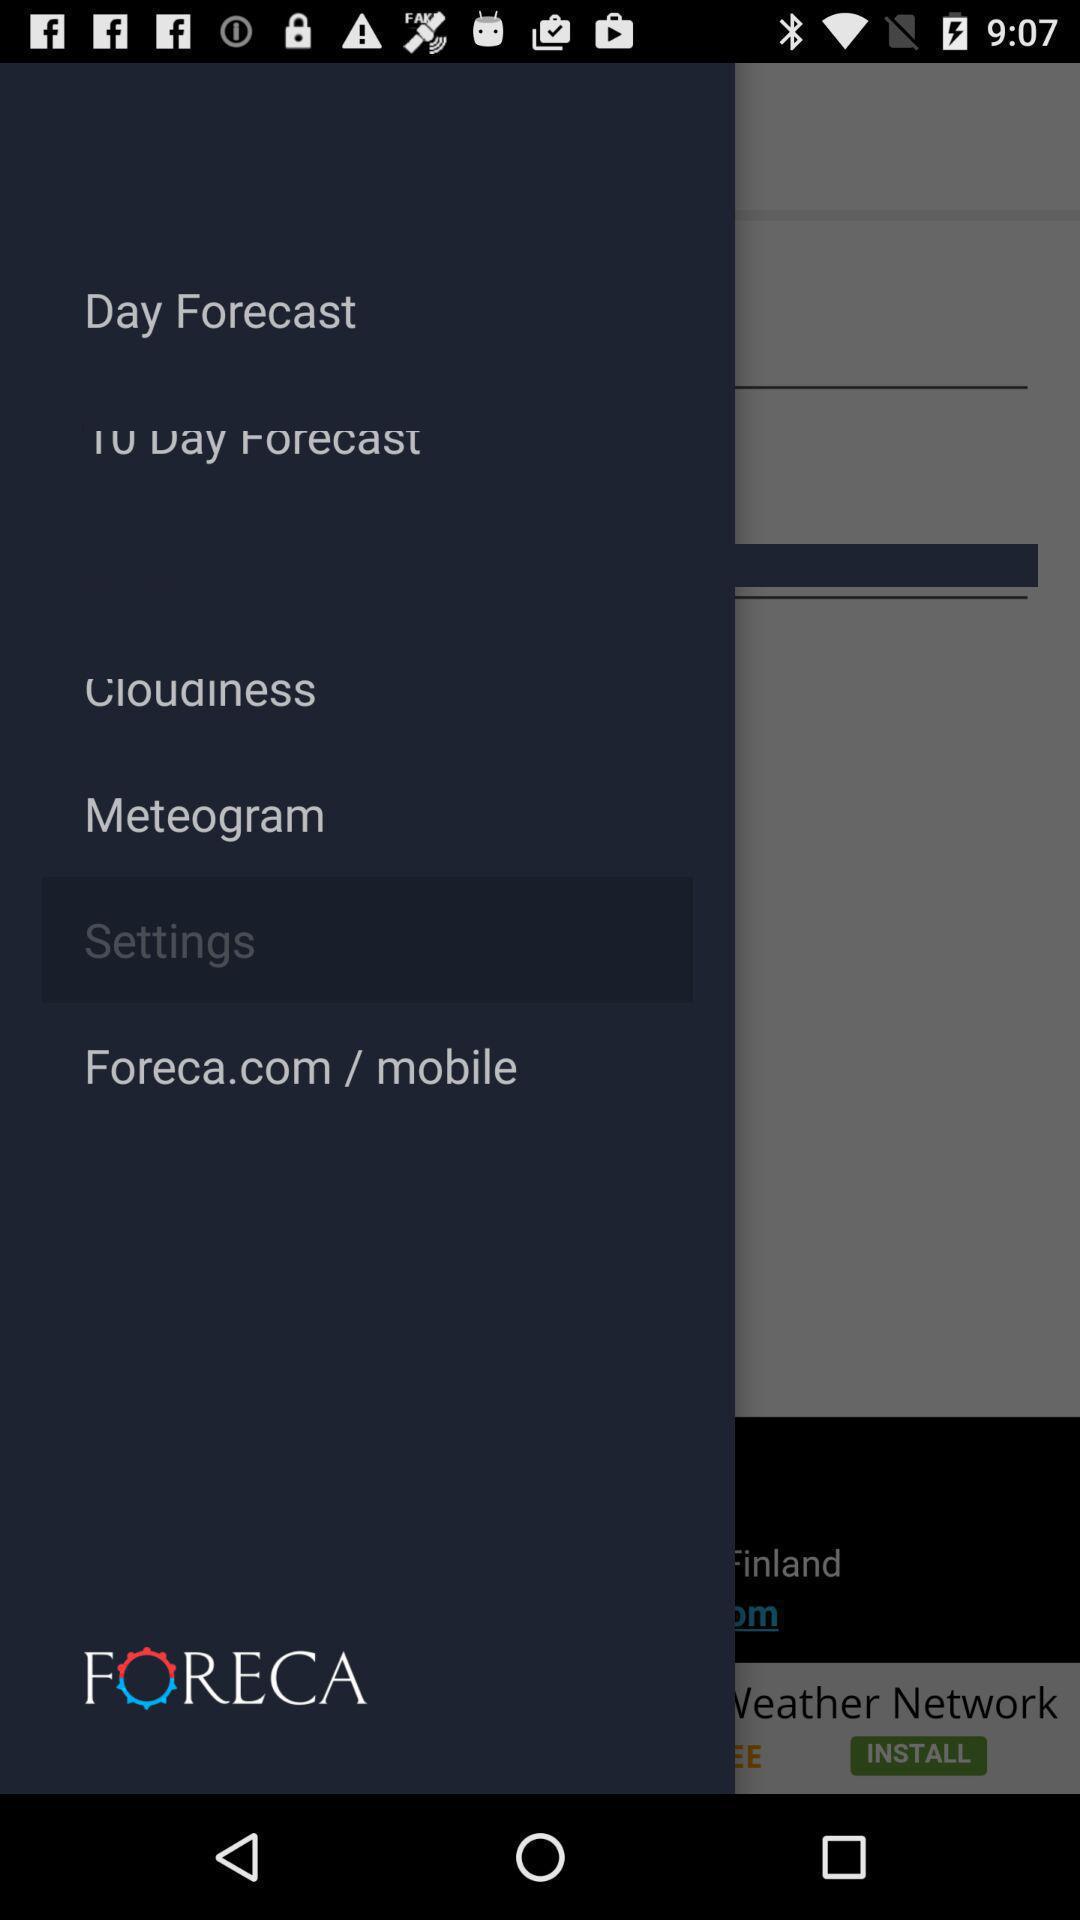 FAKE
9:07
Day Forecast
10 Day Forecast
Cloudiness
Meteogram
Settings
Foreca.com / mobile
Finland
om
Weather Network
EE
INSTALL
FORECA